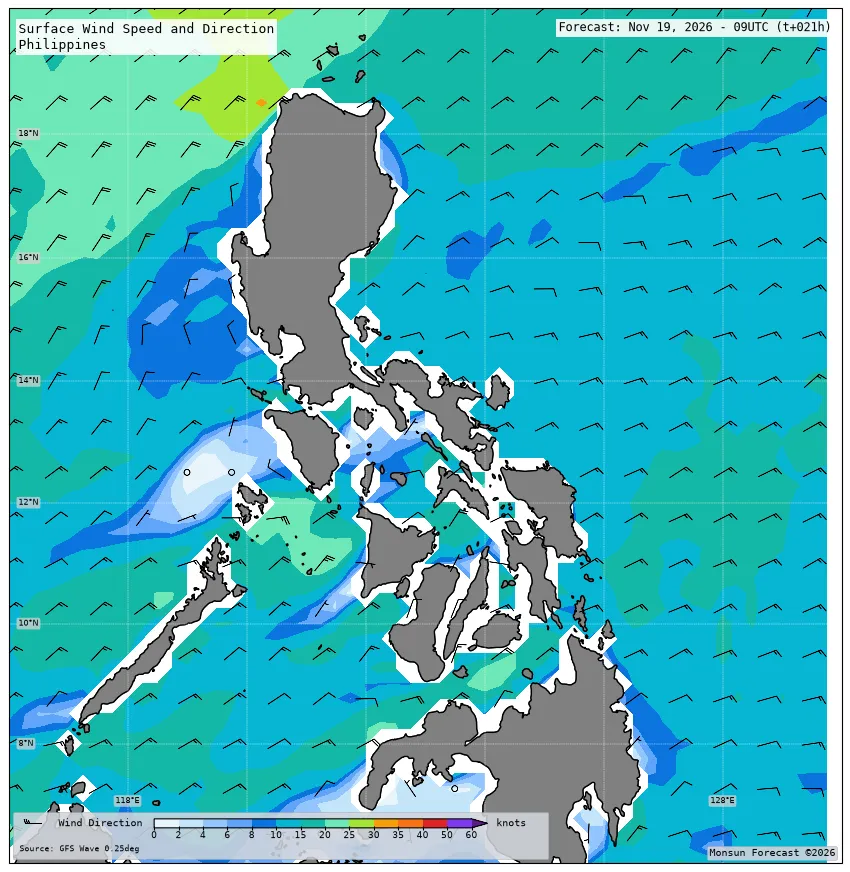 Surface Wind Speed and Direction
Philippines
Forecast: Nov 19, 2026 - 09UTC (t+021h)
18°N
16°N
14°N
12°N
10°N
8°N
118°E
128°E
Wind Direction
knots
0 2 4 6 8 10 15 20 25 30 35 40 50 60
Source: GFS Wave 0.25deg
Monsun Forecast ©2026